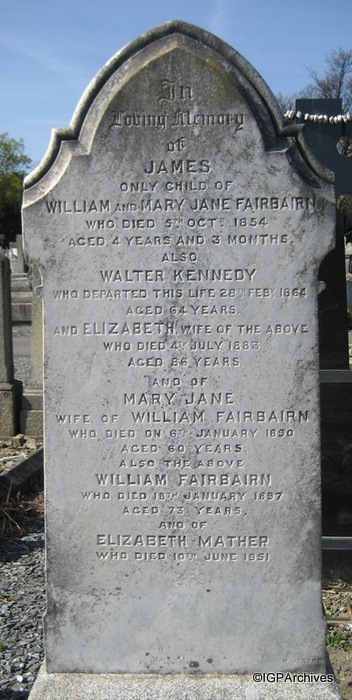 In
Loving Memory
of
JAMES
ONLY CHILD OF
WILLIAM AND MARY JANE FAIRBAIRN
WHO DIED 5TH OCTR 1854
AGED 4 YEARS AND 3 MONTHS.
ALSO
WALTER KENNEDY
WHO DEPARTED THIS LIFE 28TH FEBY 1864
AGED 64 YEARS.
AND ELIZABETH WIFE OF THE ABOVE
WHO DIED 4TH JULY 1883
AGED 86 YEARS
AND OF
MARY JANE
WIFE OF WILLIAM FAIRBAIRN
WHO DIED ON 6TH JANUARY 1890
AGED 60 YEARS.
ALSO THE ABOVE
WILLIAM FAIRBAIRN
WHO DIED 18TH JANUARY 1897
AGED 73 YEARS.
AND OF
ELIZABETH MATHER
WHO DIED 10TH JUNE 1951
©IGPArchives